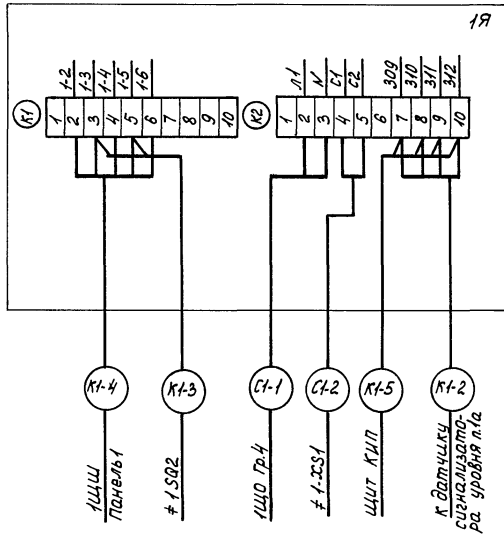 1Я
1-2
1-3
1-4
1-5
1-6
Л1
N
С1
С2
309
310
311
312
К1
1 2 3 4 5 6 7 8 9 10
К2
1 2 3 4 5 6 7 8 9 10
К1-4
К1-3
С1-1
С1-2
К1-5
К1-2
1ЩШ
Панель 1
≠ 1SQ2
1ЩО Гр.4
≠ 1-XS1
Щит КИП
К датчику
сигнализато-
ра уровня п.1а